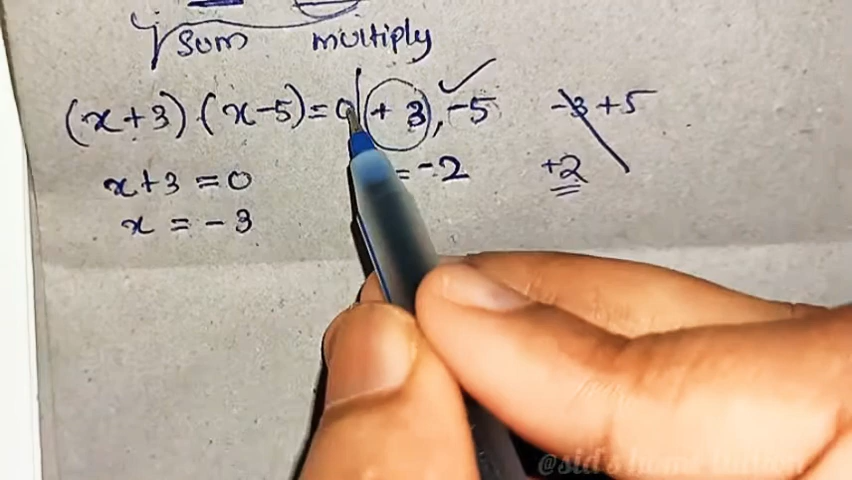 Sum multiply
(x+3).(x-5)=0 +3, -5 -3+5
x+3=0 = -2 +2
x = -3